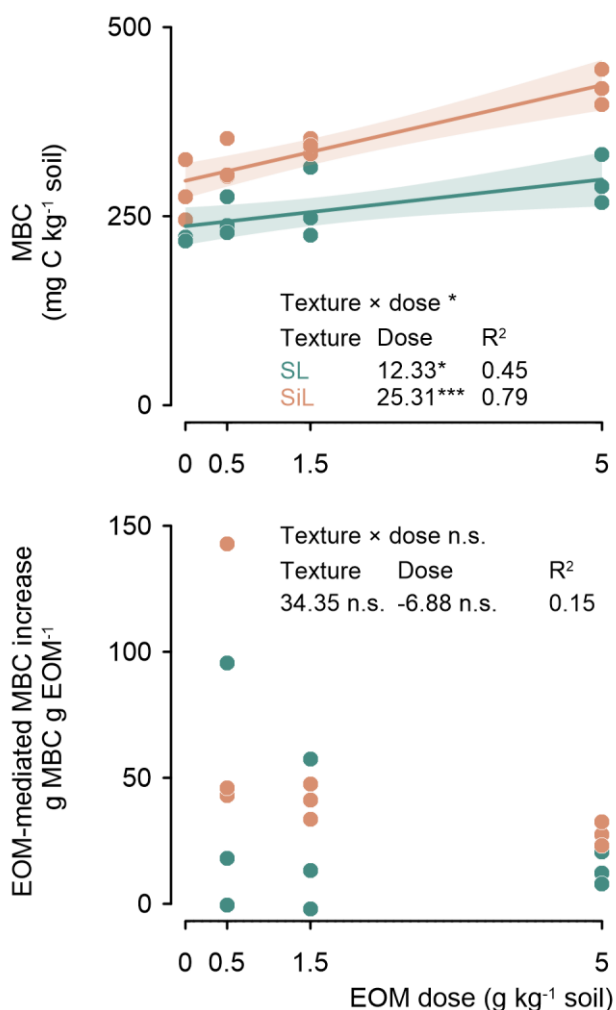 500
250
0
MBC
(mg C kg⁻¹ soil)
Texture × dose *
Texture Dose R²
SL 12.33* 0.45
SiL 25.31*** 0.79
0 0.5 1.5 5
150
100
50
0
EOM-mediated MBC increase
g MBC g EOM⁻¹
Texture × dose n.s.
Texture Dose R²
34.35 n.s. -6.88 n.s. 0.15
0 0.5 1.5 5
EOM dose (g kg⁻¹ soil)